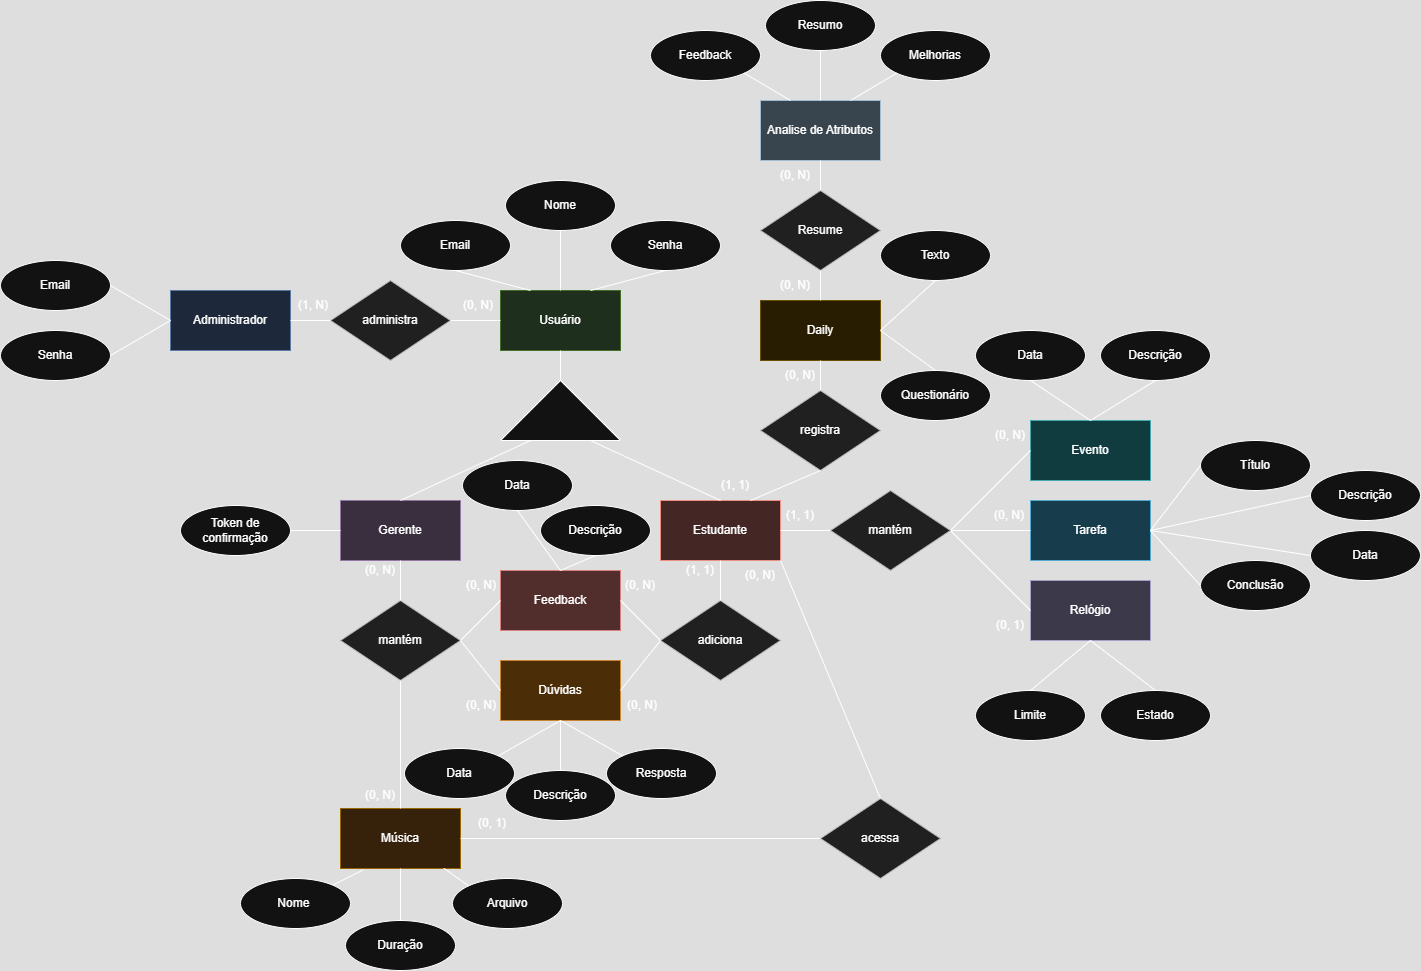 Resumo
Feedback
Melhorias
Analise de Atributos
(0, N)
Nome
Resume
Email
Senha
Texto
Email
(0, N)
(1, N)
(0, N)
Administrador
administra
Usuário
Daily
Senha
Data
Descrição
(0, N)
Questionário
registra
(0, N)
Evento
Título
Data
(1, 1)
Descrição
(1, 1)
(0, N)
Token de
confirmação
Gerente
Descrição
Estudante
mantém
Tarefa
Data
(0, N)
(1, 1)
(0, N)
(0, N)
(0, N)
Conclusão
Feedback
Relógio
(0, 1)
mantém
adiciona
Dúvidas
(0, N)
(0, N)
Limite
Estado
Data
Resposta
Descrição
(0, N)
(0, 1)
Música
acessa
Nome
Arquivo
Duração